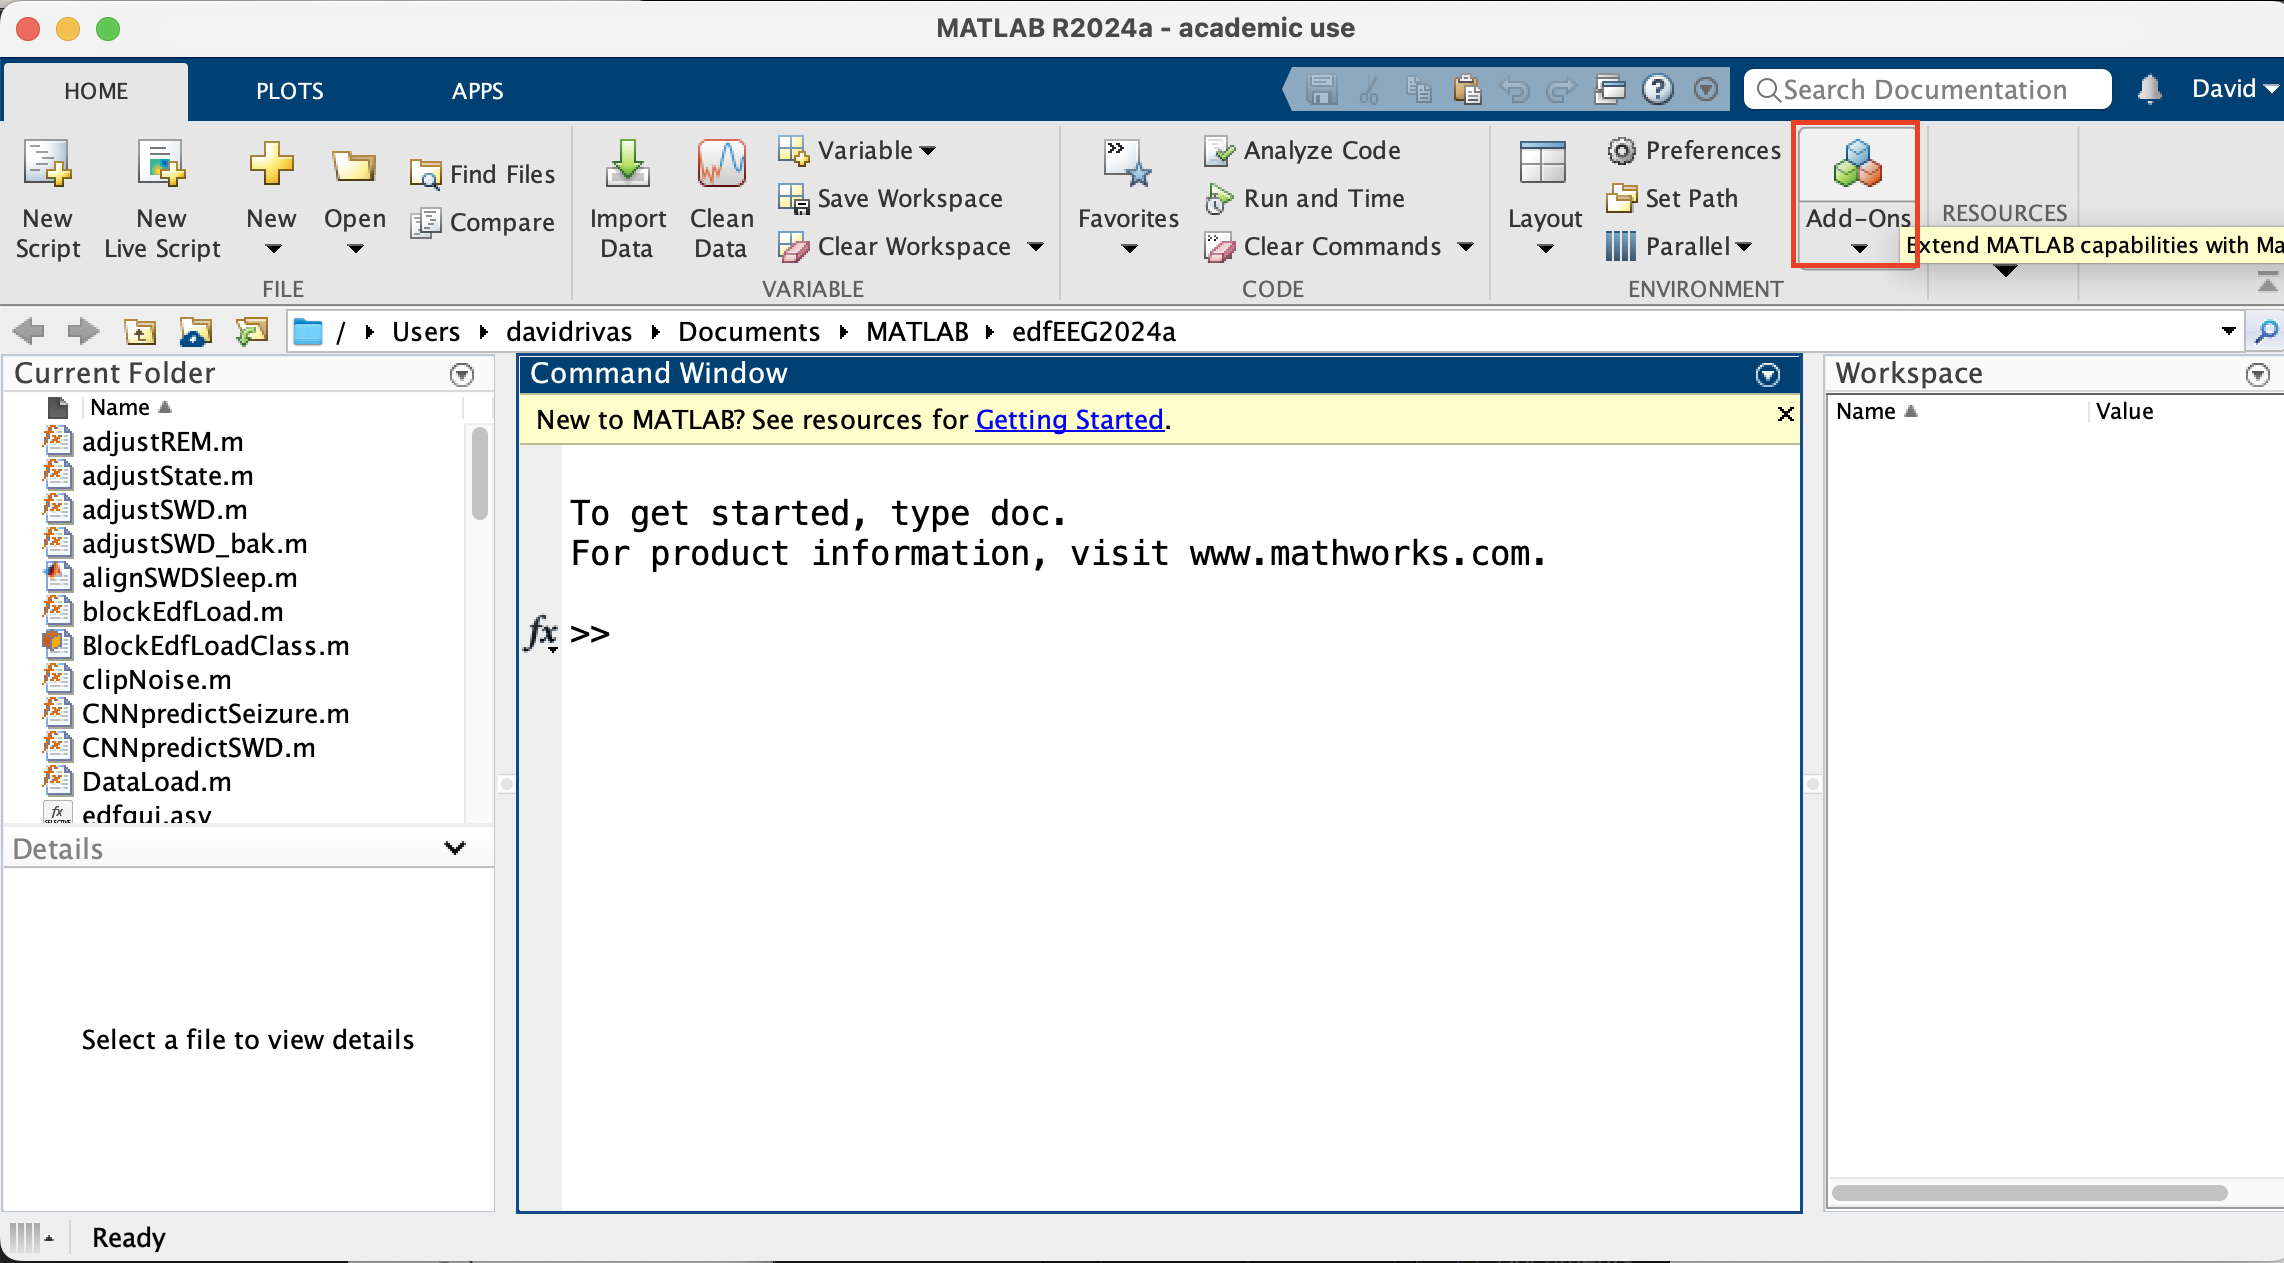 MATLAB R2024a - academic use
HOME PLOTS APPS Search Documentation David
New Script
New Live Script
New
Open
Find Files
Compare
FILE
Import Data
Clean Data
Variable
Save Workspace
Clear Workspace
VARIABLE
Favorites
Analyze Code
Run and Time
Clear Commands
CODE
Layout
Preferences
Set Path
Parallel
ENVIRONMENT
Add-Ons
RESOURCES
Extend MATLAB capabilities with Ma
/ Users davidrivas Documents MATLAB edfEEG2024a
Current Folder
Name
adjustREM.m
adjustState.m
adjustSWD.m
adjustSWD_bak.m
alignSWDSleep.m
blockEdfLoad.m
BlockEdfLoadClass.m
clipNoise.m
CNNpredictSeizure.m
CNNpredictSWD.m
DataLoad.m
edfgui.asv
Details
Select a file to view details
Command Window
New to MATLAB? See resources for Getting Started.
To get started, type doc.
For product information, visit www.mathworks.com.
fx >>
Workspace
Name Value
Ready